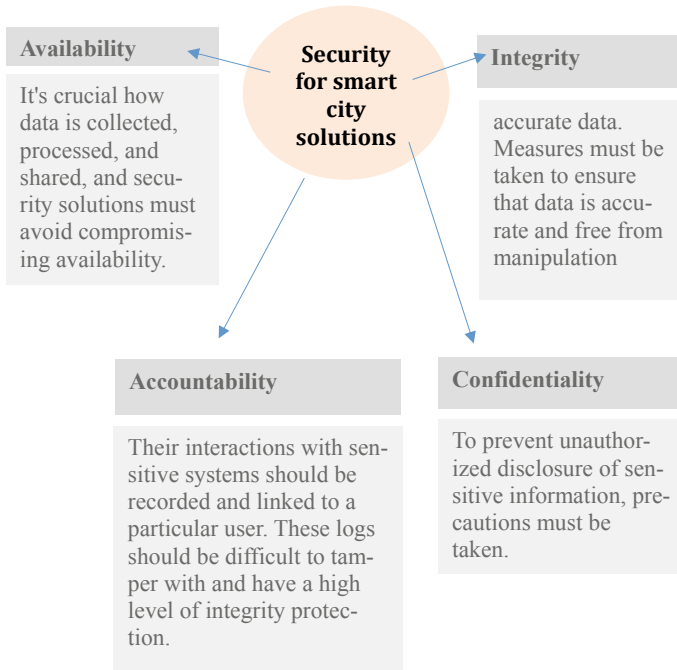 Security
for smart
city
solutions
Availability
It's crucial how
data is collected,
processed, and
shared, and secu-
rity solutions must
avoid compromis-
ing availability.
Integrity
accurate data.
Measures must be
taken to ensure
that data is accu-
rate and free from
manipulation
Accountability
Their interactions with sen-
sitive systems should be
recorded and linked to a
particular user. These logs
should be difficult to tam-
per with and have a high
level of integrity protec-
tion.
Confidentiality
To prevent unauthor-
ized disclosure of sen-
sitive information, pre-
cautions must be
taken.